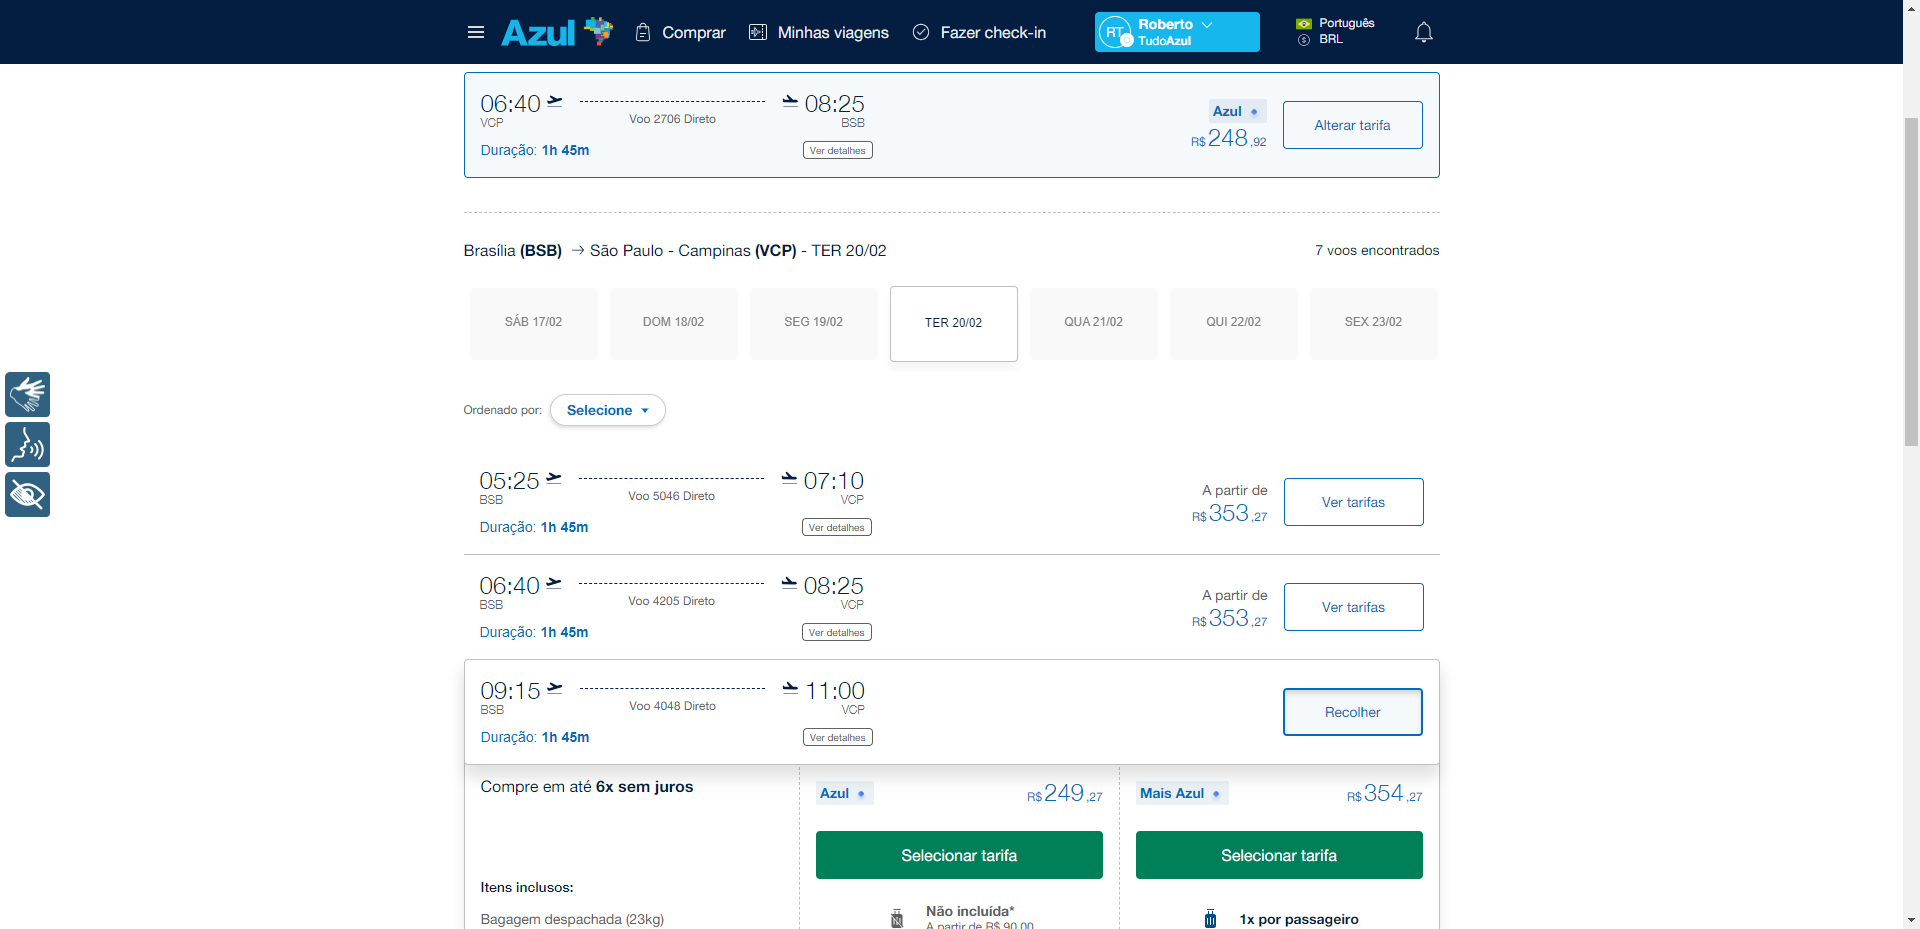 Azul
Comprar
Minhas viagens
Fazer check-in
RT
Roberto
TudoAzul
Português
BRL
06:40
08:25
VCP
Voo 2706 Direto
BSB
Duração: 1h 45m
Ver detalhes
Azul
R$248,92
Alterar tarifa
Brasília (BSB) → São Paulo - Campinas (VCP) - TER 20/02
7 voos encontrados
SÁB 17/02
DOM 18/02
SEG 19/02
TER 20/02
QUA 21/02
QUI 22/02
SEX 23/02
Ordenado por:
Selecione
05:25
07:10
BSB
Voo 5046 Direto
VCP
Duração: 1h 45m
Ver detalhes
A partir de
R$353,27
Ver tarifas
06:40
08:25
BSB
Voo 4205 Direto
VCP
Duração: 1h 45m
Ver detalhes
A partir de
R$353,27
Ver tarifas
09:15
11:00
BSB
Voo 4048 Direto
VCP
Duração: 1h 45m
Ver detalhes
Recolher
Compre em até 6x sem juros
Azul
R$249,27
Mais Azul
R$354,27
Selecionar tarifa
Selecionar tarifa
Itens inclusos:
Bagagem despachada (23kg)
Não incluída*
A partir de R$ 90,00
1x por passageiro